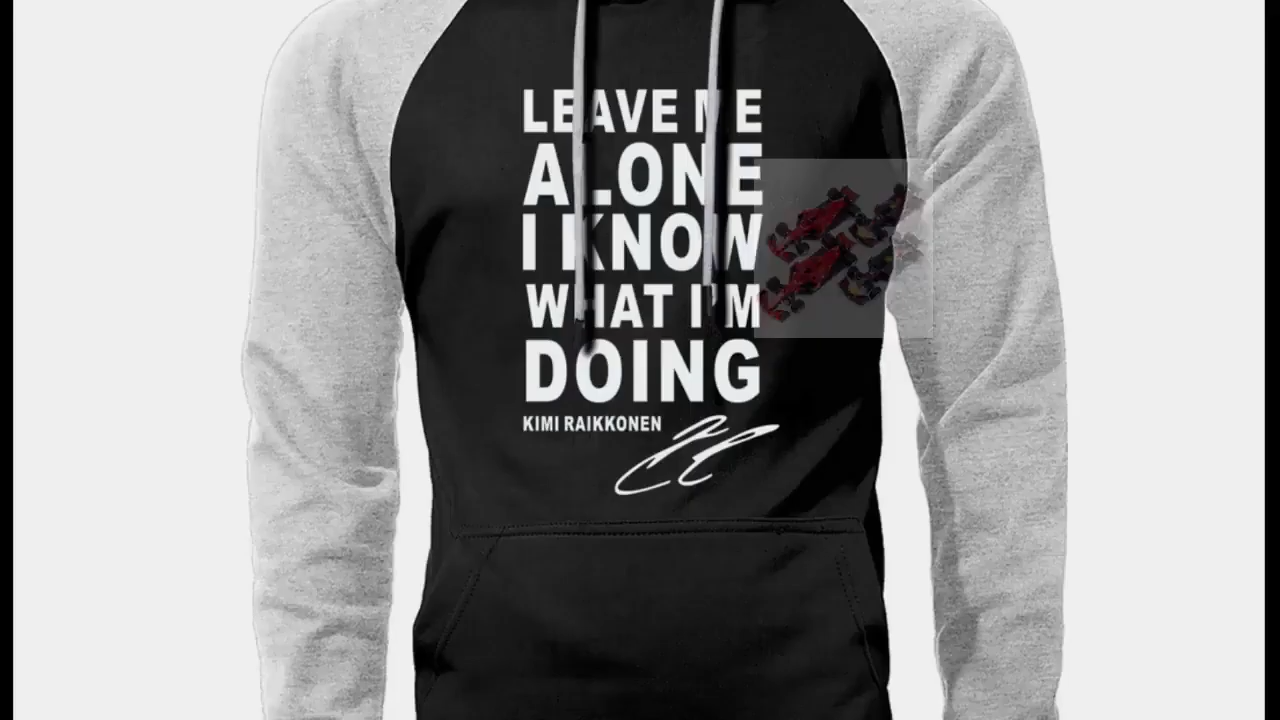 LEAVE ME
ALONE
I KNOW
WHAT I'M
DOING
KIMI RAIKKONEN